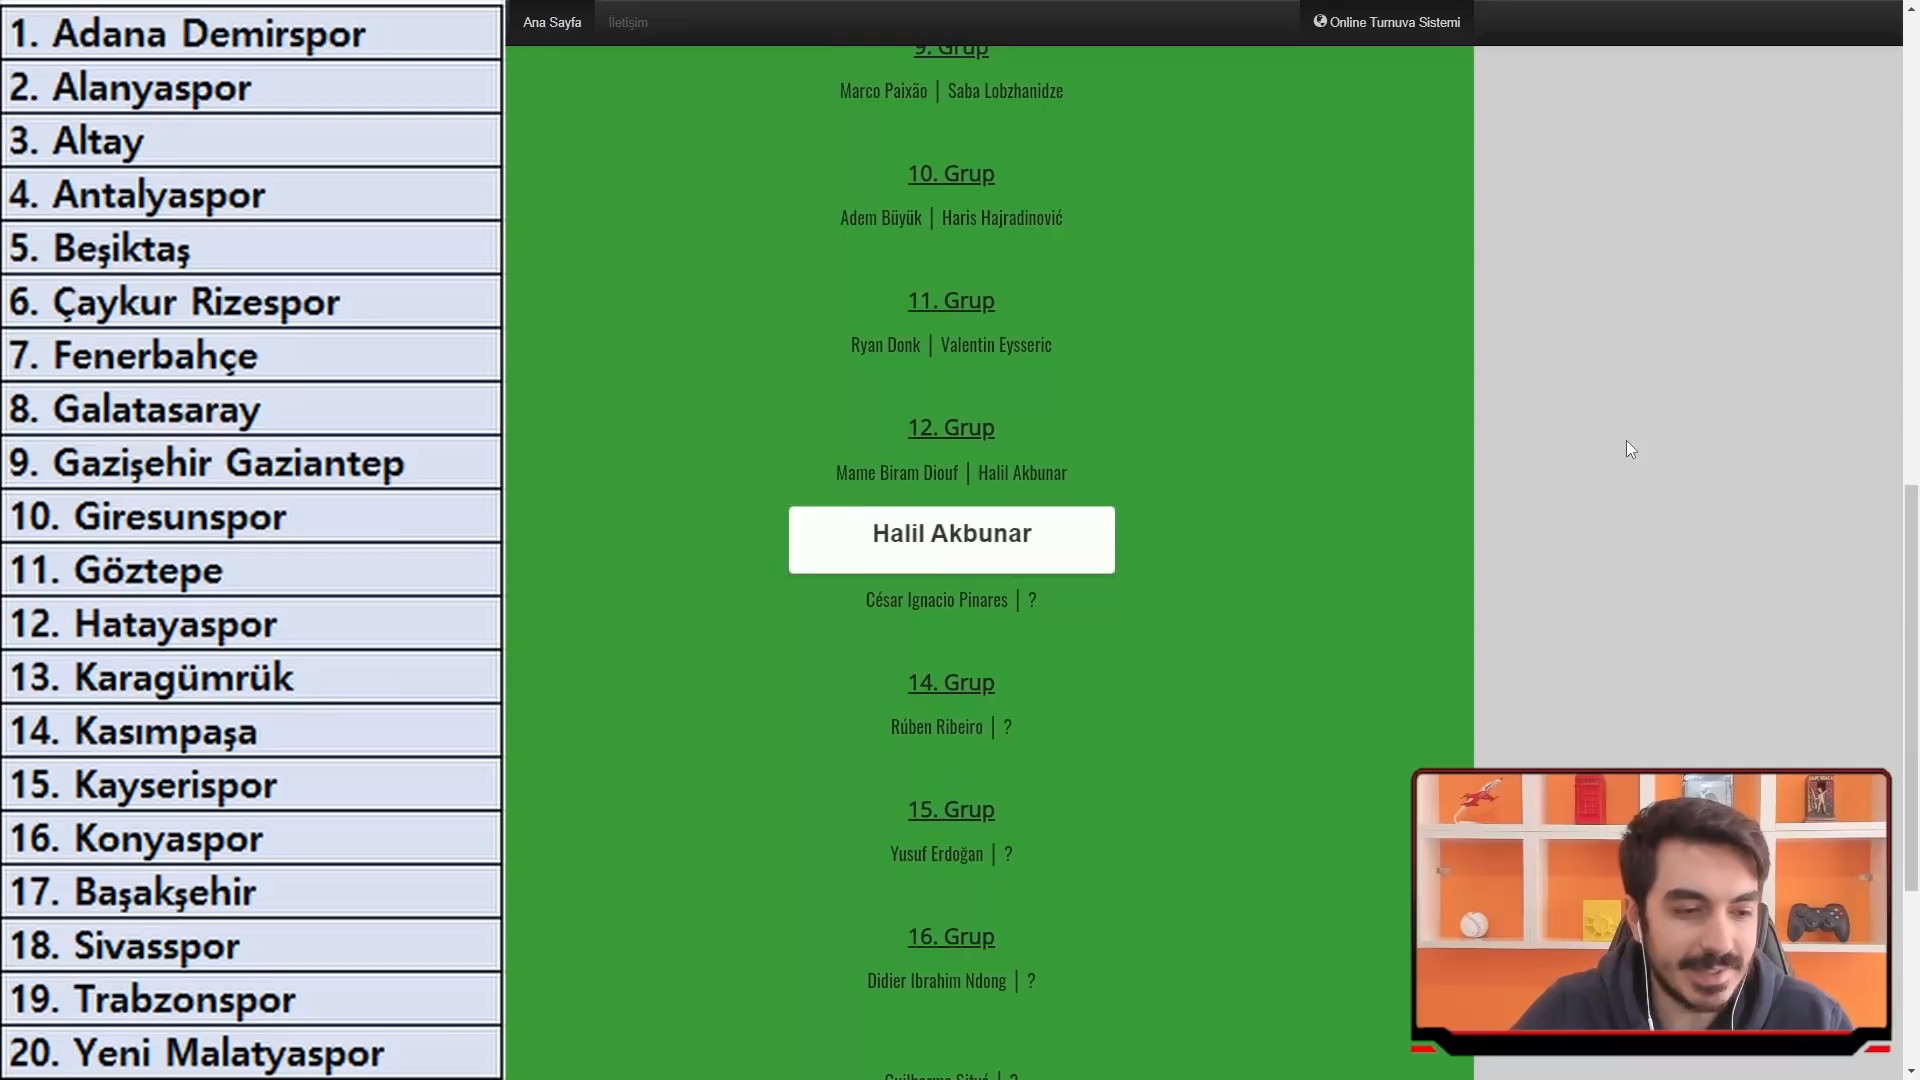 1. Adana Demirspor
2. Alanyaspor
3. Altay
4. Antalyaspor
5. Beşiktaş
6. Çaykur Rizespor
7. Fenerbahçe
8. Galatasaray
9. Gazişehir Gaziantep
10. Giresunspor
11. Göztepe
12. Hatayaspor
13. Karagümrük
14. Kasımpaşa
15. Kayserispor
16. Konyaspor
17. Başakşehir
18. Sivasspor
19. Trabzonspor
20. Yeni Malatyaspor
Ana Sayfa
İletişim
Online Turnuva Sistemi
9. Grup
Marco Paixão | Saba Lobzhanidze
10. Grup
Adem Büyük | Haris Hajradinović
11. Grup
Ryan Donk | Valentin Eysseric
12. Grup
Mame Biram Diouf | Halil Akbunar
Halil Akbunar
César Ignacio Pinares | ?
14. Grup
Rúben Ribeiro | ?
15. Grup
Yusuf Erdoğan | ?
16. Grup
Didier Ibrahim Ndong | ?